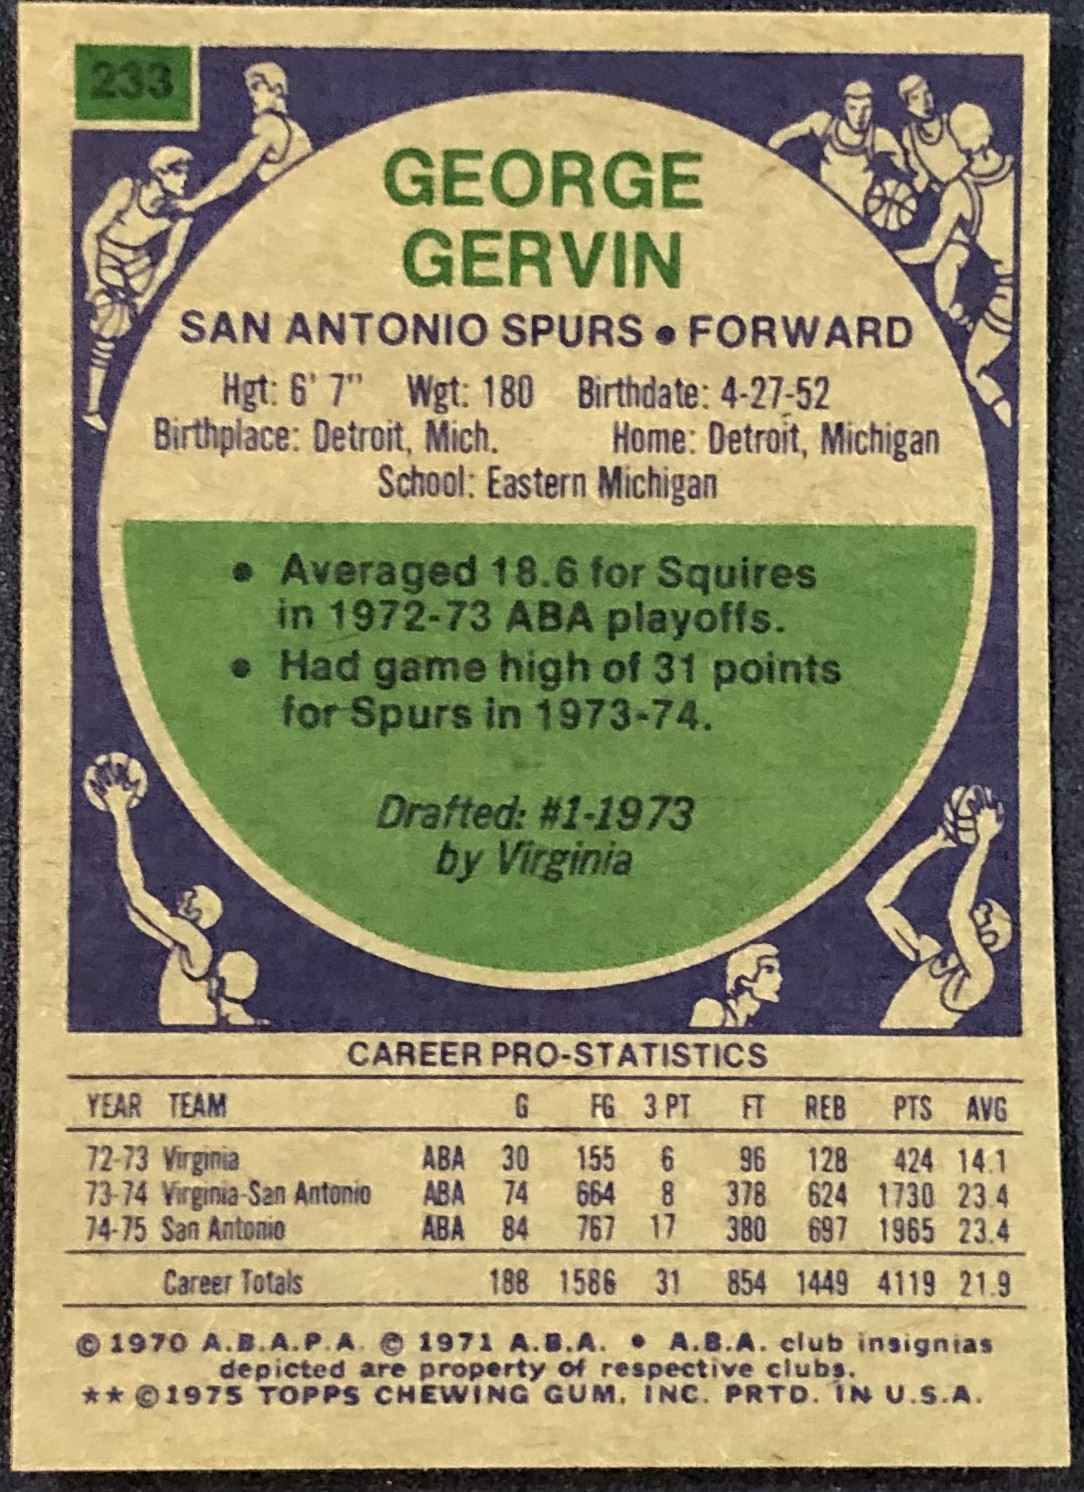 233
GEORGE
GERVIN
SAN ANTONIO SPURS • FORWARD
Hgt: 6' 7" Wgt: 180 Birthdate: 4-27-52
Birthplace: Detroit, Mich. Home: Detroit, Michigan
School: Eastern Michigan
• Averaged 18.6 for Squires
in 1972-73 ABA playoffs.
• Had game high of 31 points
for Spurs in 1973-74.
Drafted: #1-1973
by Virginia
CAREER PRO-STATISTICS
YEAR TEAM G FG 3 PT FT REB PTS AVG
72-73 Virginia ABA 30 155 6 96 128 424 14.1
73-74 Virginia-San Antonio ABA 74 664 8 378 624 1730 23.4
74-75 San Antonio ABA 84 767 17 380 697 1965 23.4
Career Totals 188 1586 31 854 1449 4119 21.9
© 1970 A.B.A.P.A. © 1971 A.B.A. • A.B.A. club insignias
depicted are property of respective clubs.
** © 1975 TOPPS CHEWING GUM, INC. PRTD. IN U.S.A.